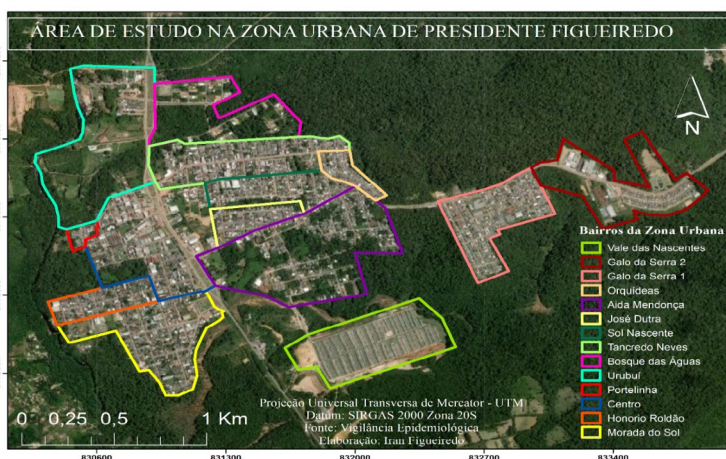 ÁREA DE ESTUDO NA ZONA URBANA DE PRESIDENTE FIGUEIREDO
N
Bairros da Zona Urbana
Vale das Nascentes
Galo da Serra 2
Galo da Serra 1
Orquídeas
Aida Mendonça
José Dutra
Sol Nascente
Tancredo Neves
Bosque das Águas
Urubuí
Portelinha
Centro
Honorio Roldão
Morada do Sol
Projeção Universal Transversa de Mercator - UTM
Datum: SIRGAS 2000 Zona 20S
Fonte: Vigilância Epidemiológica
Elaboração: Iran Figueiredo
0 0,25 0,5 1 Km
830600 831300 832000 832700 833400